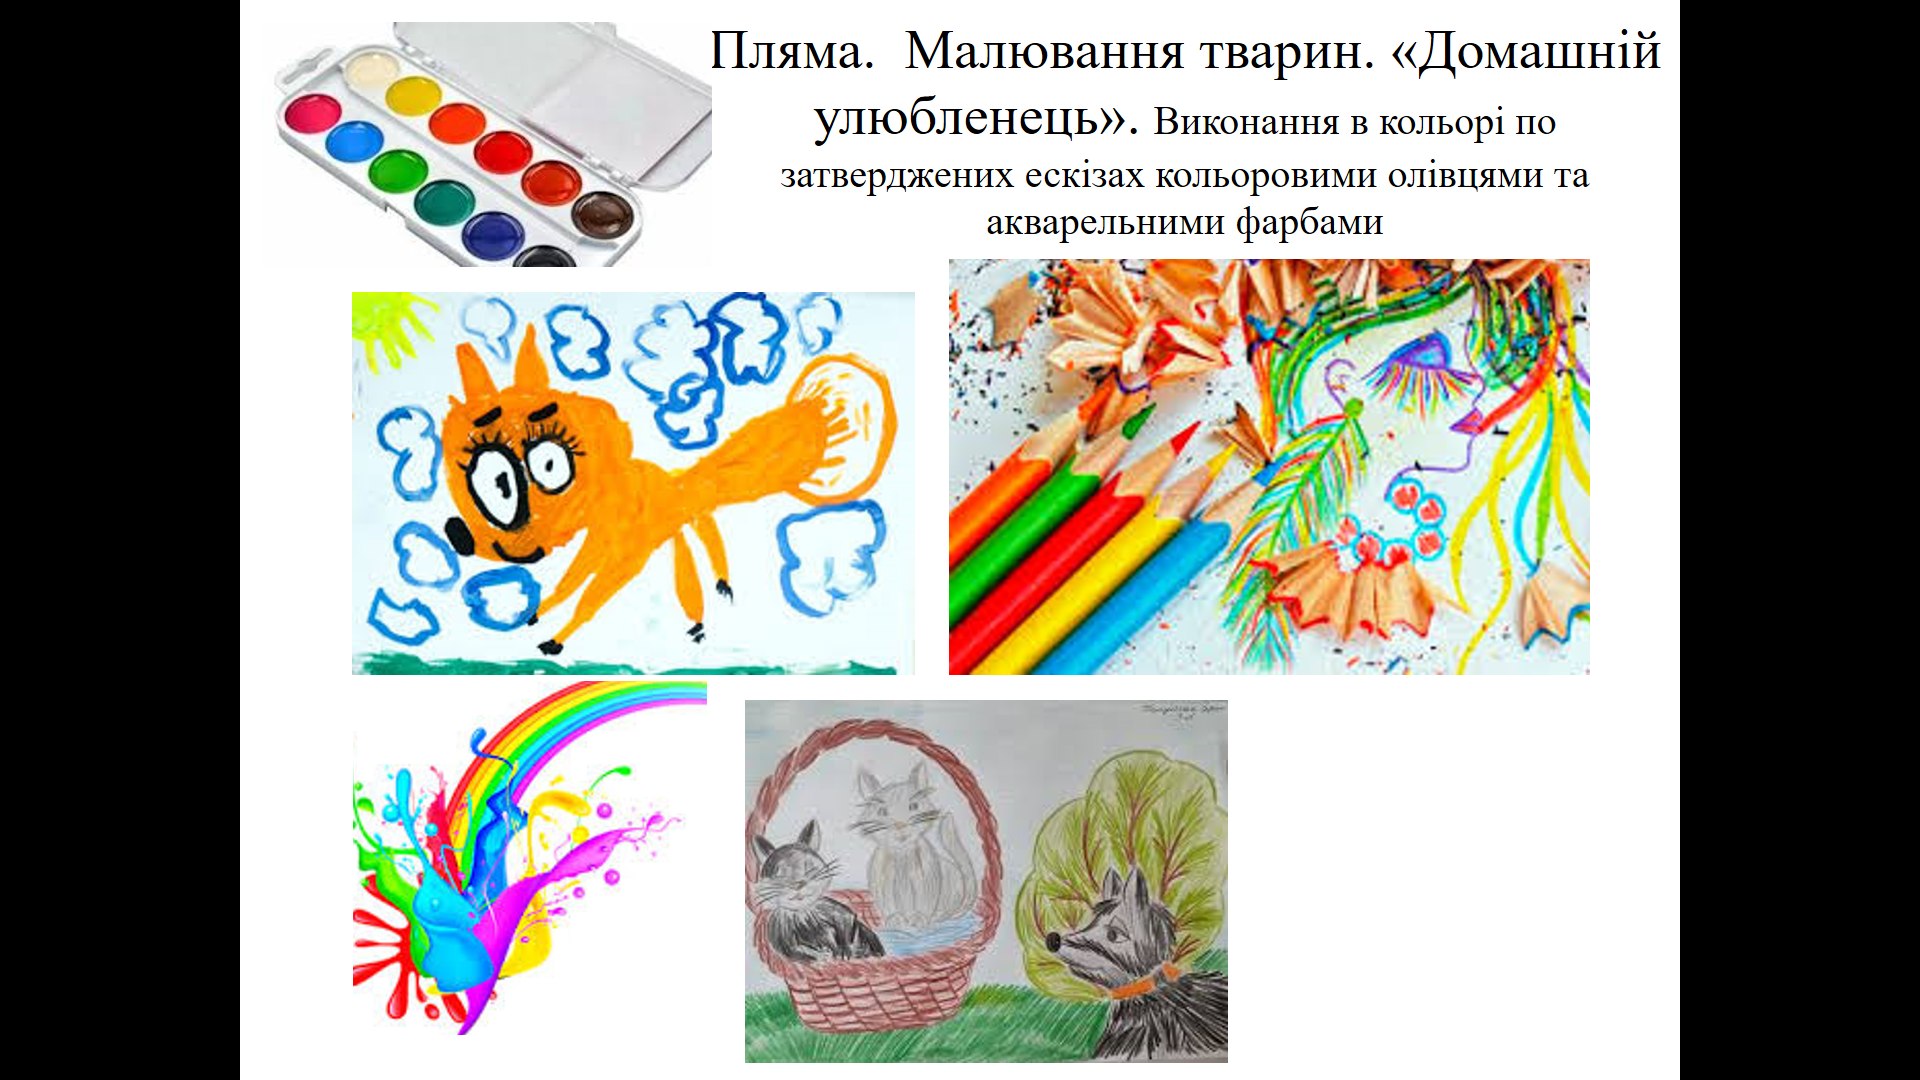 Пляма.  Малювання тварин. «Домашній
улюбленець». Виконання в кольорі по
затверджених ескізах кольоровими олівцями та
акварельними фарбами